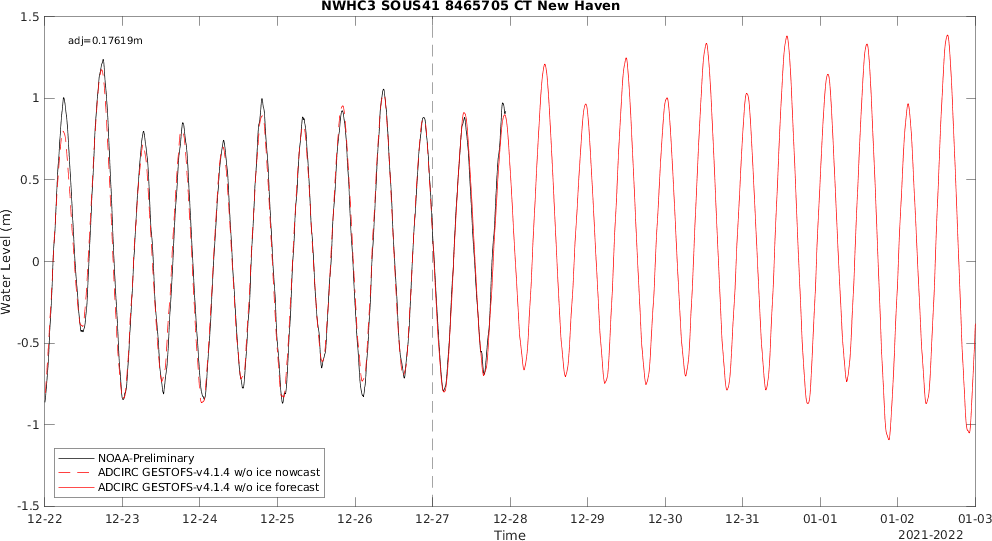 NWHC3 SOUS41 8465705 CT New Haven
adj=0.17619m
1.5
1
0.5
0
-0.5
-1
-1.5
Water Level (m)
NOAA-Preliminary
ADCIRC GESTOFS-v4.1.4 w/o ice nowcast
ADCIRC GESTOFS-v4.1.4 w/o ice forecast
12-22 12-23 12-24 12-25 12-26 12-27 12-28 12-29 12-30 12-31 01-01 01-02 01-03
Time
2021-2022